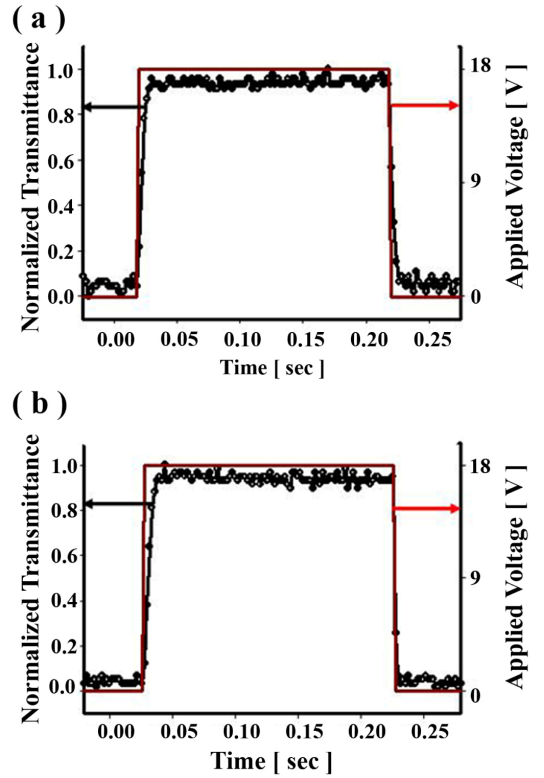 ( a )
Normalized Transmittance
1.0
0.8
0.6
0.4
0.2
0.0
18
9
0
Applied Voltage [ V ]
0.00 0.05 0.10 0.15 0.20 0.25
Time [ sec ]
( b )
Normalized Transmittance
1.0
0.8
0.6
0.4
0.2
0.0
18
9
0
Applied Voltage [ V ]
0.00 0.05 0.10 0.15 0.20 0.25
Time [ sec ]